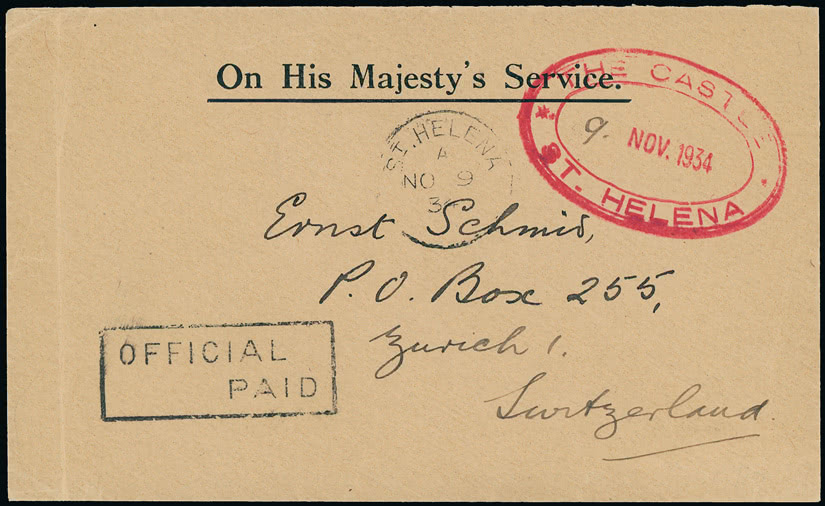 On His Majesty's Service.
THE CASTLE
9. NOV. 1934
ST. HELENA
ST. HELENA
A
NO 9
3
Ernst Schmid,
P.O. Box 255,
Zurich 1.
Switzerland.
OFFICIAL
PAID